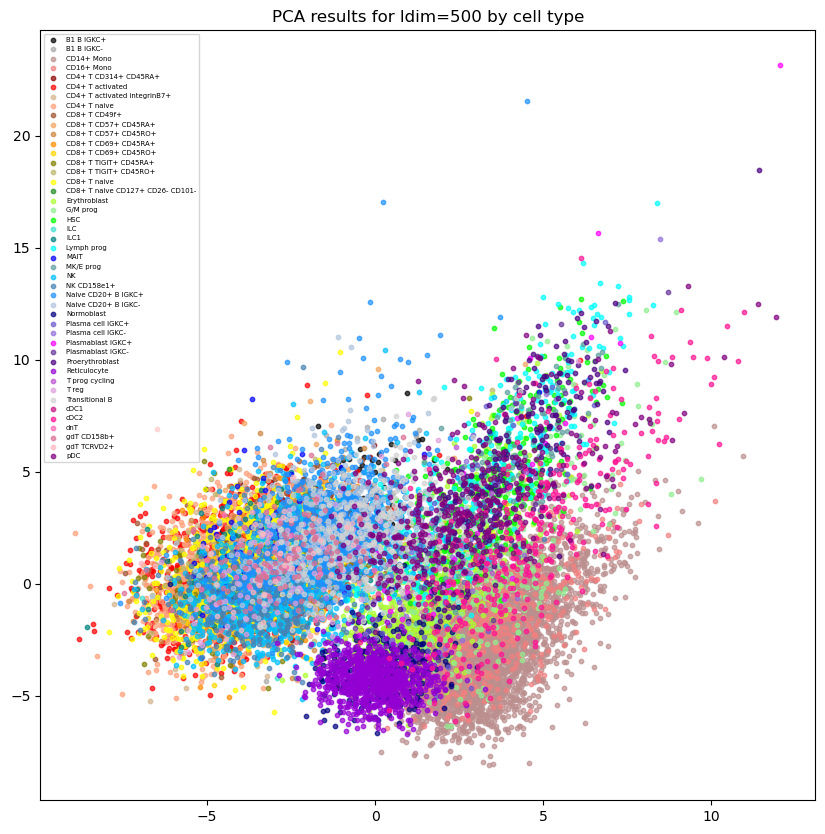 PCA results for ldim=500 by cell type
B1 B IGKC+
B1 B IGKC-
CD14+ Mono
CD16+ Mono
CD4+ T CD314+ CD45RA+
CD4+ T activated
CD4+ T activated integrinB7+
CD4+ T naive
CD8+ T CD49f+
CD8+ T CD57+ CD45RA+
CD8+ T CD57+ CD45RO+
CD8+ T CD69+ CD45RA+
CD8+ T CD69+ CD45RO+
CD8+ T TIGIT+ CD45RA+
CD8+ T TIGIT+ CD45RO+
CD8+ T naive
CD8+ T naive CD127+ CD26- CD101-
Erythroblast
G/M prog
HSC
ILC
ILC1
Lymph prog
MAIT
MK/E prog
NK
NK CD158e1+
Naive CD20+ B IGKC+
Naive CD20+ B IGKC-
Normoblast
Plasma cell IGKC+
Plasma cell IGKC-
Plasmablast IGKC+
Plasmablast IGKC-
Proerythroblast
Reticulocyte
T prog cycling
T reg
Transitional B
cDC1
cDC2
dnT
gdT CD158b+
gdT TCRVD2+
pDC
20
15
10
5
0
−5
−5
0
5
10